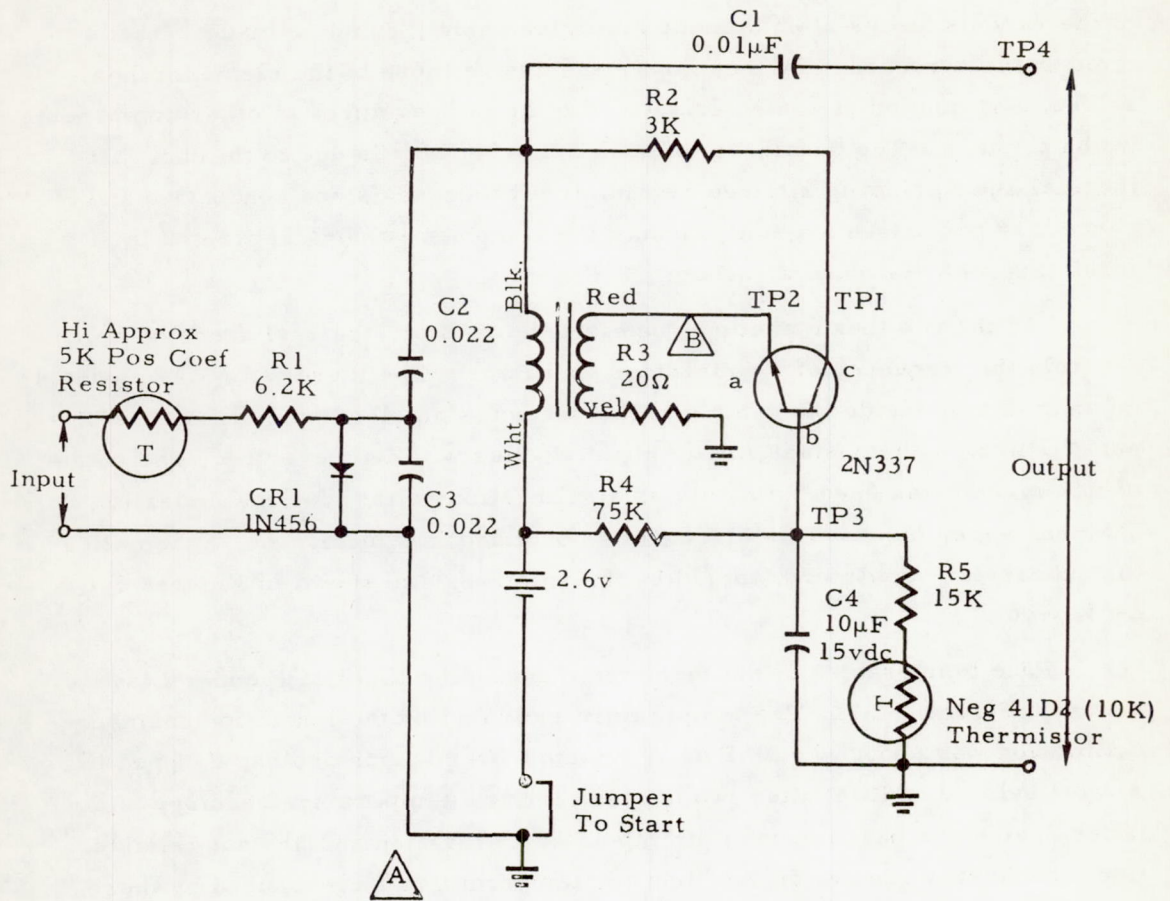 C1
0.01µF
TP4
R2
3K
Blk.
Red
TP2
TP1
C2
0.022
B
Hi Approx
5K Pos Coef
Resistor
R1
6.2K
R3
20Ω
a
c
yel
b
T
Wht.
2N337
Input
Output
CR1
1N456
C3
0.022
R4
75K
TP3
2.6v
R5
15K
C4
10µF
15vdc
T
Neg 41D2 (10K)
Thermistor
Jumper
To Start
A